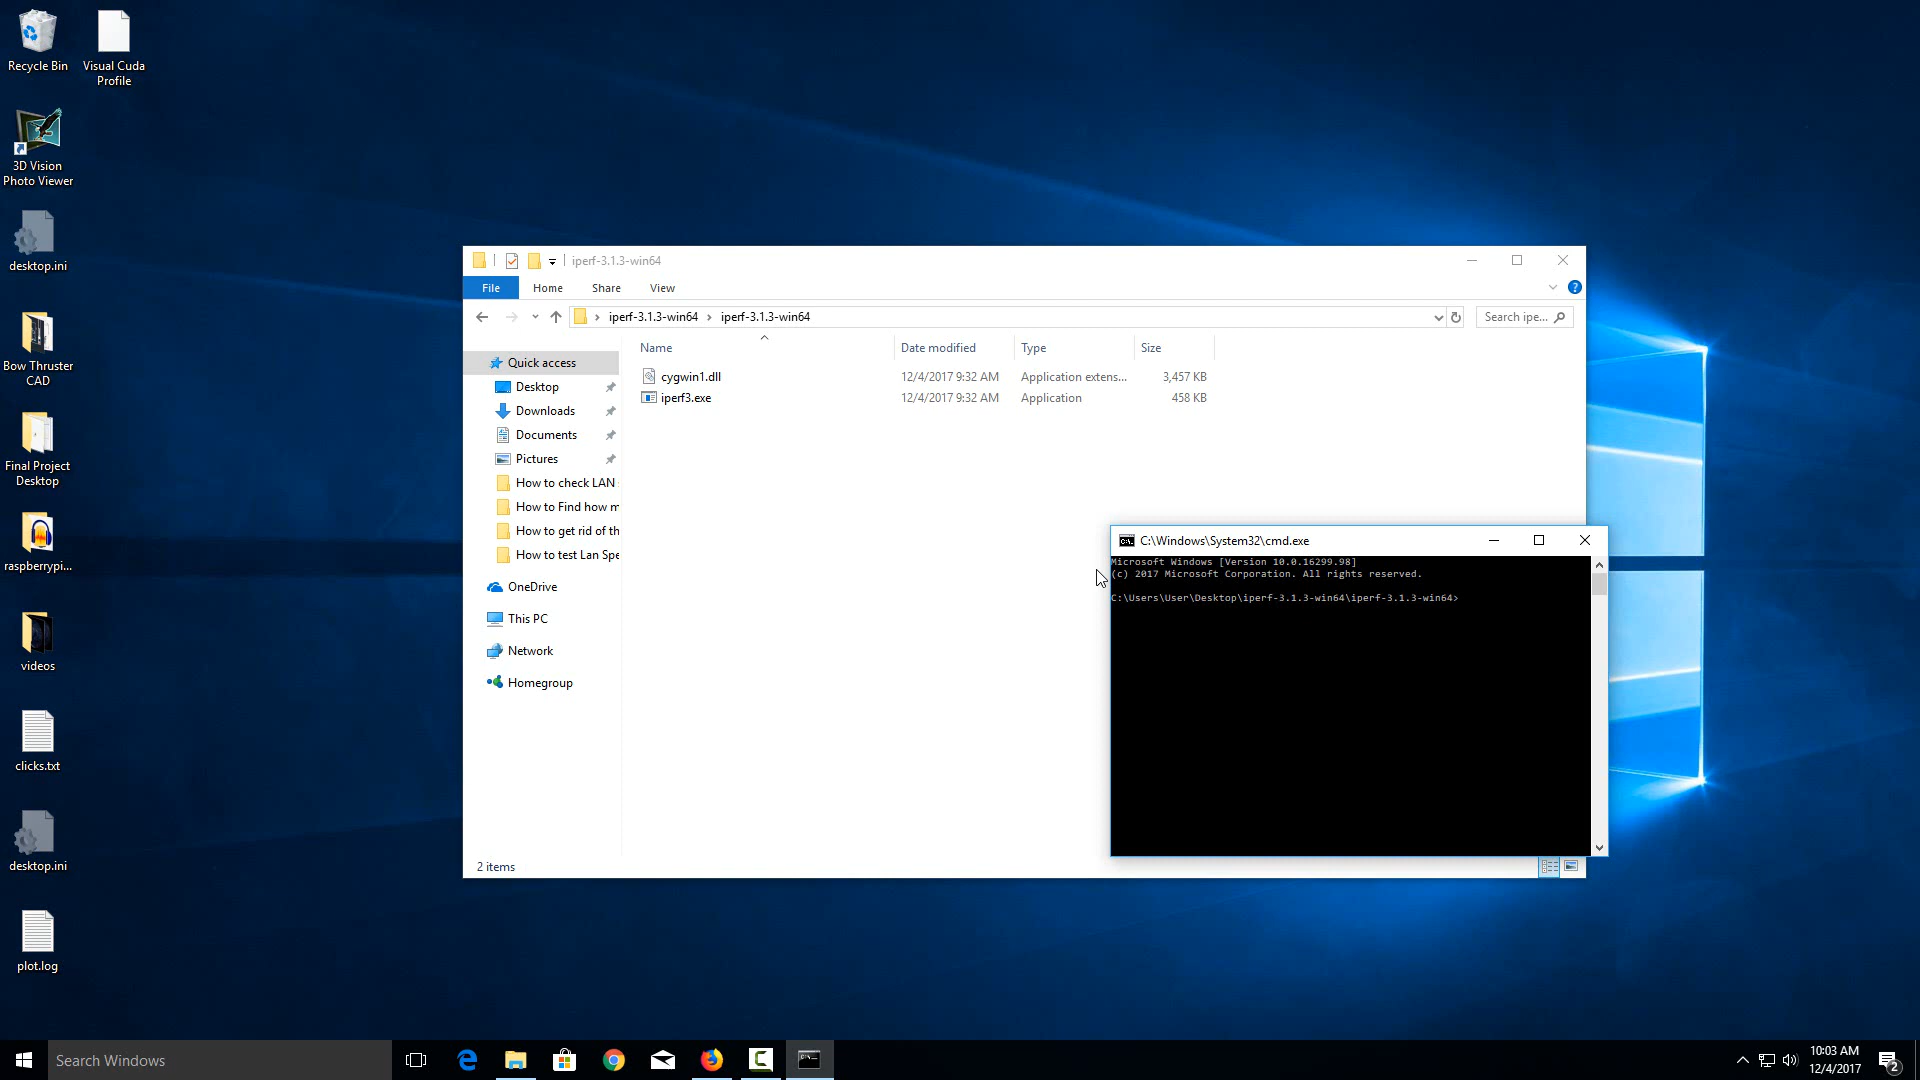 Recycle Bin
Visual Cuda
Profile
3D Vision
Photo Viewer
desktop.ini
Bow Thruster
CAD
Final Project
Desktop
raspberrypi...
videos
clicks.txt
desktop.ini
plot.log
iperf-3.1.3-win64
File
Home
Share
View
?
iperf-3.1.3-win64
iperf-3.1.3-win64
Search ipe...
Name
Date modified
Type
Size
cygwin1.dll
12/4/2017 9:32 AM
Application extens...
3,457 KB
iperf3.exe
12/4/2017 9:32 AM
Application
458 KB
Quick access
Desktop
Downloads
Documents
Pictures
How to check LAN
How to Find how m
How to get rid of th
How to test Lan Spe
OneDrive
This PC
Network
Homegroup
2 items
C:\Windows\System32\cmd.exe
Microsoft Windows [Version 10.0.16299.98]
(c) 2017 Microsoft Corporation. All rights reserved.
C:\Users\User\Desktop\iperf-3.1.3-win64\iperf-3.1.3-win64>
Search Windows
10:03 AM
12/4/2017
2